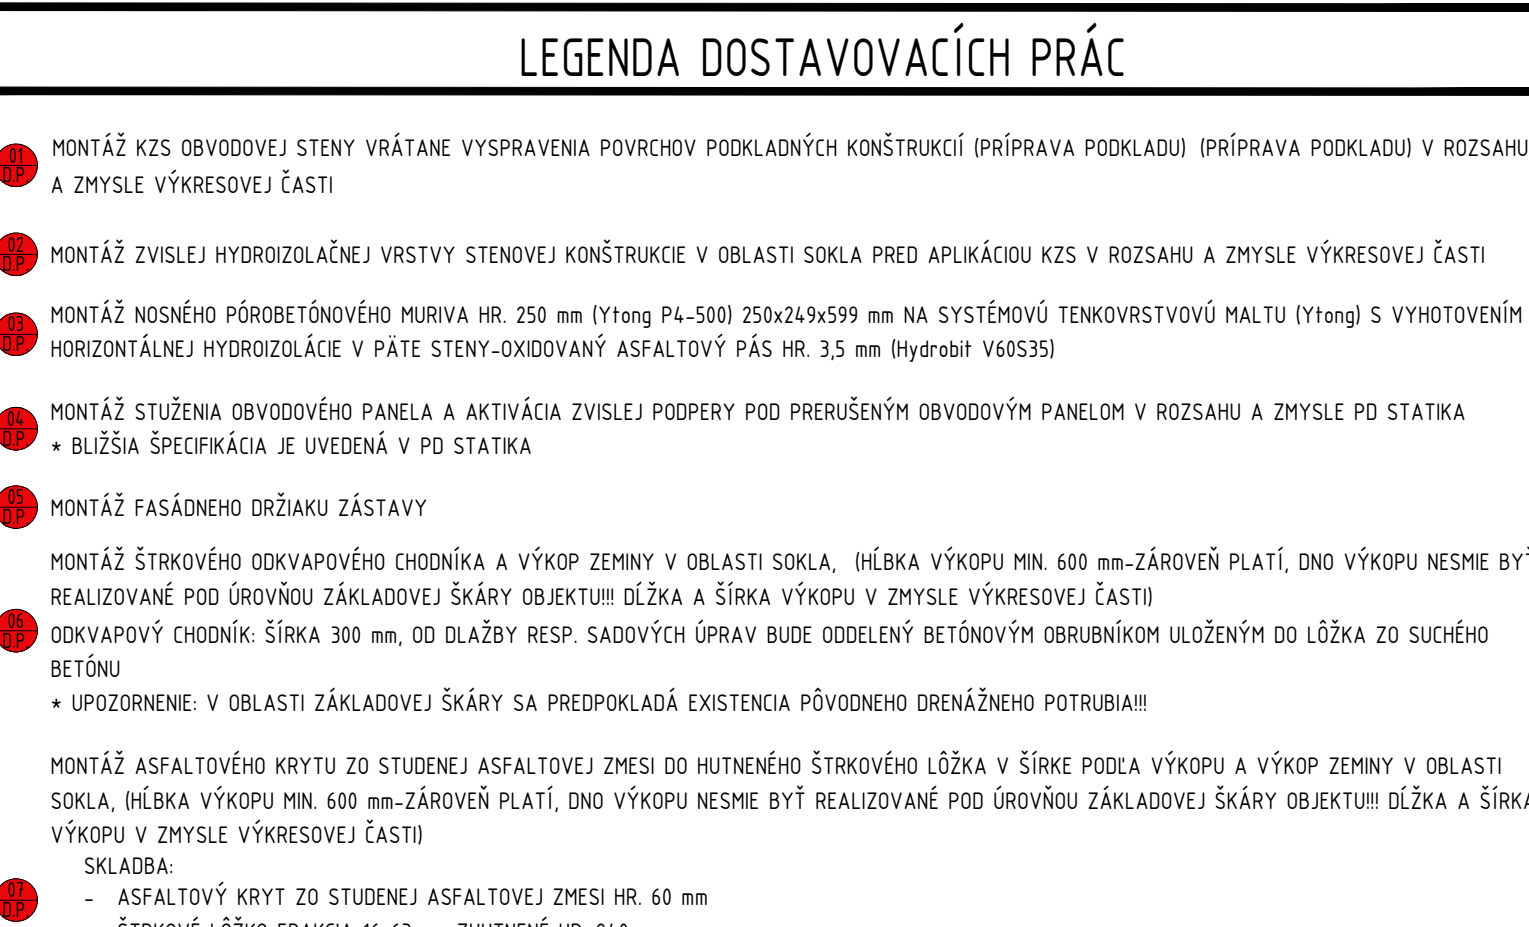 LEGENDA DOSTAVOVACÍCH PRÁC
01
D.P.
MONTÁŽ KZS OBVODOVEJ STENY VRÁTANE VYSPRAVENIA POVRCHOV PODKLADNÝCH KONŠTRUKCIÍ (PRÍPRAVA PODKLADU) (PRÍPRAVA PODKLADU) V ROZSAHU
A ZMYSLE VÝKRESOVEJ ČASTI
02
D.P.
MONTÁŽ ZVISLEJ HYDROIZOLAČNEJ VRSTVY STENOVEJ KONŠTRUKCIE V OBLASTI SOKLA PRED APLIKÁCIOU KZS V ROZSAHU A ZMYSLE VÝKRESOVEJ ČASTI
03
D.P.
MONTÁŽ NOSNÉHO PÓROBETÓNOVÉHO MURIVA HR. 250 mm (Ytong P4-500) 250x249x599 mm NA SYSTÉMOVÚ TENKOVRSTVOVÚ MALTU (Ytong) S VYHOTOVENÍM
HORIZONTÁLNEJ HYDROIZOLÁCIE V PÄTE STENY-OXIDOVANÝ ASFALTOVÝ PÁS HR. 3,5 mm (Hydrobit V60S35)
04
D.P.
MONTÁŽ STUŽENIA OBVODOVÉHO PANELA A AKTIVÁCIA ZVISLEJ PODPERY POD PRERUŠENÝM OBVODOVÝM PANELOM V ROZSAHU A ZMYSLE PD STATIKA
* BLIŽŠIA ŠPECIFIKÁCIA JE UVEDENÁ V PD STATIKA
05
D.P.
MONTÁŽ FASÁDNEHO DRŽIAKU ZÁSTAVY
MONTÁŽ ŠTRKOVÉHO ODKVAPOVÉHO CHODNÍKA A VÝKOP ZEMINY V OBLASTI SOKLA, (HĹBKA VÝKOPU MIN. 600 mm-ZÁROVEŇ PLATÍ, DNO VÝKOPU NESMIE BYŤ
REALIZOVANÉ POD ÚROVŇOU ZÁKLADOVEJ ŠKÁRY OBJEKTU!!! DĹŽKA A ŠÍRKA VÝKOPU V ZMYSLE VÝKRESOVEJ ČASTI)
06
D.P.
ODKVAPOVÝ CHODNÍK: ŠÍRKA 300 mm, OD DLAŽBY RESP. SADOVÝCH ÚPRAV BUDE ODDELENÝ BETÓNOVÝM OBRUBNÍKOM ULOŽENÝM DO LÔŽKA ZO SUCHÉHO
BETÓNU
* UPOZORNENIE: V OBLASTI ZÁKLADOVEJ ŠKÁRY SA PREDPOKLADÁ EXISTENCIA PÔVODNEHO DRENÁŽNEHO POTRUBIA!!!
MONTÁŽ ASFALTOVÉHO KRYTU ZO STUDENEJ ASFALTOVEJ ZMESI DO HUTNENÉHO ŠTRKOVÉHO LÔŽKA V ŠÍRKE PODĽA VÝKOPU A VÝKOP ZEMINY V OBLASTI
SOKLA, (HĹBKA VÝKOPU MIN. 600 mm-ZÁROVEŇ PLATÍ, DNO VÝKOPU NESMIE BYŤ REALIZOVANÉ POD ÚROVŇOU ZÁKLADOVEJ ŠKÁRY OBJEKTU!!! DĹŽKA A ŠÍRKA
VÝKOPU V ZMYSLE VÝKRESOVEJ ČASTI)
SKLADBA:
07
D.P.
- ASFALTOVÝ KRYT ZO STUDENEJ ASFALTOVEJ ZMESI HR. 60 mm